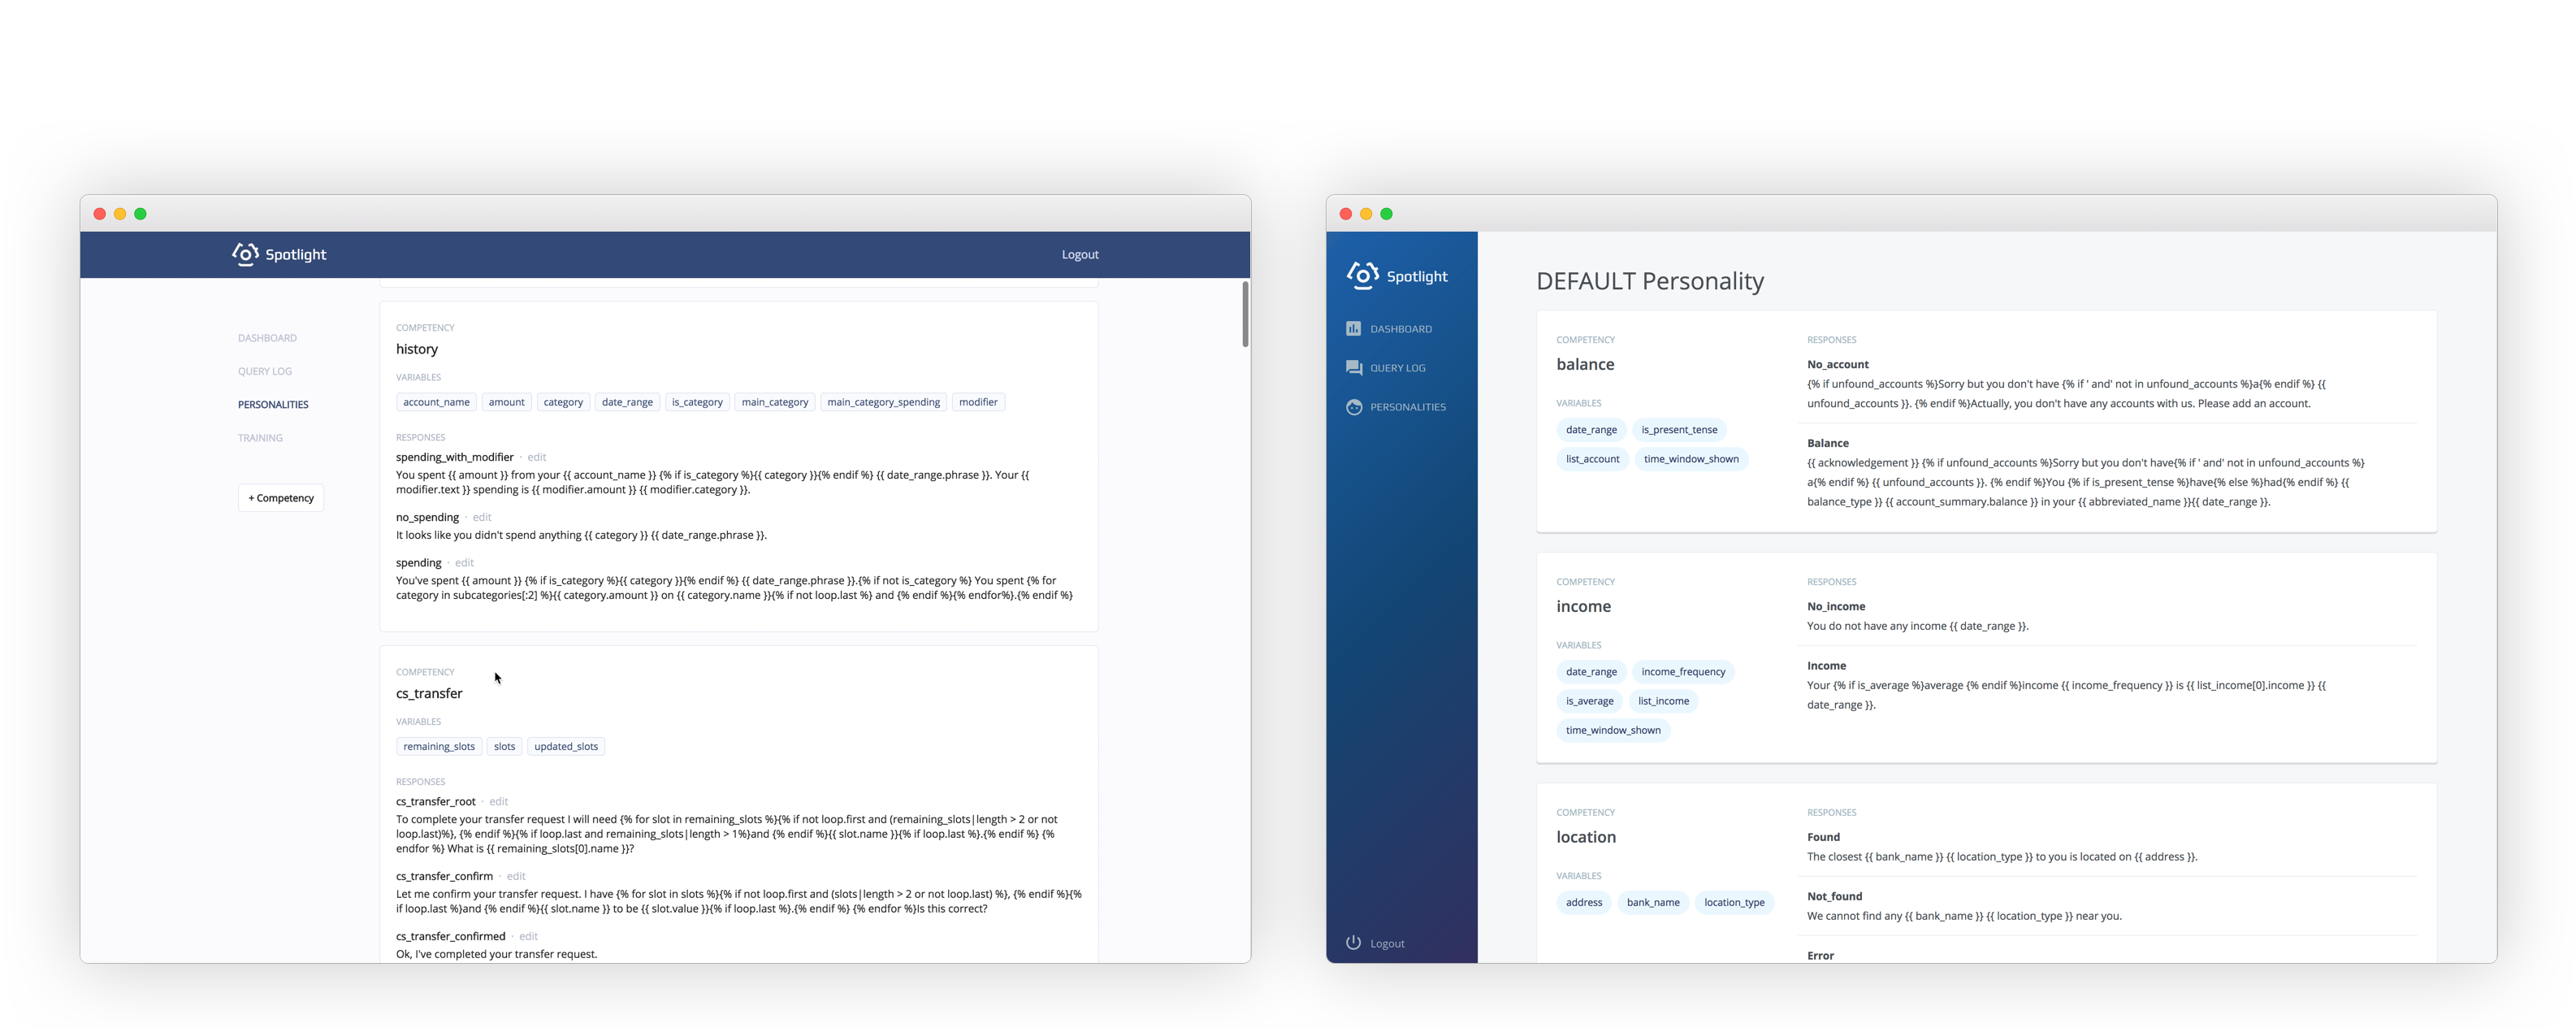 Spotlight
Logout
DASHBOARD
QUERY LOG
PERSONALITIES
TRAINING
+ Competency
COMPETENCY
history
VARIABLES
account_name amount category date_range is_category main_category main_category_spending modifier
RESPONSES
spending_with_modifier · edit
You spent {{ amount }} from your {{ account_name }} {% if is_category %}{{ category }}{% endif %} {{ date_range.phrase }}. Your {{
modifier.text }} spending is {{ modifier.amount }} {{ modifier.category }}.
no_spending · edit
It looks like you didn't spend anything {{ category }} {{ date_range.phrase }}.
spending · edit
You've spent {{ amount }} {% if is_category %}{{ category }}{% endif %} {{ date_range.phrase }}.{% if not is_category %} You spent {% for
category in subcategories[:2] %}{{ category.amount }} on {{ category.name }}{% if not loop.last %} and {% endif %}{% endfor%}.{% endif %}
COMPETENCY
cs_transfer
VARIABLES
remaining_slots slots updated_slots
RESPONSES
cs_transfer_root · edit
To complete your transfer request I will need {% for slot in remaining_slots %}{% if not loop.first and (remaining_slots|length > 2 or not
loop.last)%}, {% endif %}{% if loop.last and remaining_slots|length > 1%}and {% endif %}{{ slot.name }}{% if loop.last %}.{% endif %} {%
endfor %} What is {{ remaining_slots[0].name }}?
cs_transfer_confirm · edit
Let me confirm your transfer request. I have {% for slot in slots %}{% if not loop.first and (slots|length > 2 or not loop.last) %}, {% endif %}{%
if loop.last %}and {% endif %}{{ slot.name }} to be {{ slot.value }}{% if loop.last %}.{% endif %} {% endfor %}Is this correct?
cs_transfer_confirmed · edit
Ok, I've completed your transfer request.
Spotlight
DASHBOARD
QUERY LOG
PERSONALITIES
Logout
DEFAULT Personality
COMPETENCY
balance
VARIABLES
date_range is_present_tense
list_account time_window_shown
RESPONSES
No_account
{% if unfound_accounts %}Sorry but you don't have {% if ' and' not in unfound_accounts %}a{% endif %} {{
unfound_accounts }}. {% endif %}Actually, you don't have any accounts with us. Please add an account.
Balance
{{ acknowledgement }} {% if unfound_accounts %}Sorry but you don't have{% if ' and' not in unfound_accounts %}
a{% endif %} {{ unfound_accounts }}. {% endif %}You {% if is_present_tense %}have{% else %}had{% endif %} {{
balance_type }} {{ account_summary.balance }} in your {{ abbreviated_name }}{{ date_range }}.
COMPETENCY
income
VARIABLES
date_range income_frequency
is_average list_income
time_window_shown
RESPONSES
No_income
You do not have any income {{ date_range }}.
Income
Your {% if is_average %}average {% endif %}income {{ income_frequency }} is {{ list_income[0].income }} {{
date_range }}.
COMPETENCY
location
VARIABLES
address bank_name location_type
RESPONSES
Found
The closest {{ bank_name }} {{ location_type }} to you is located on {{ address }}.
Not_found
We cannot find any {{ bank_name }} {{ location_type }} near you.
Error